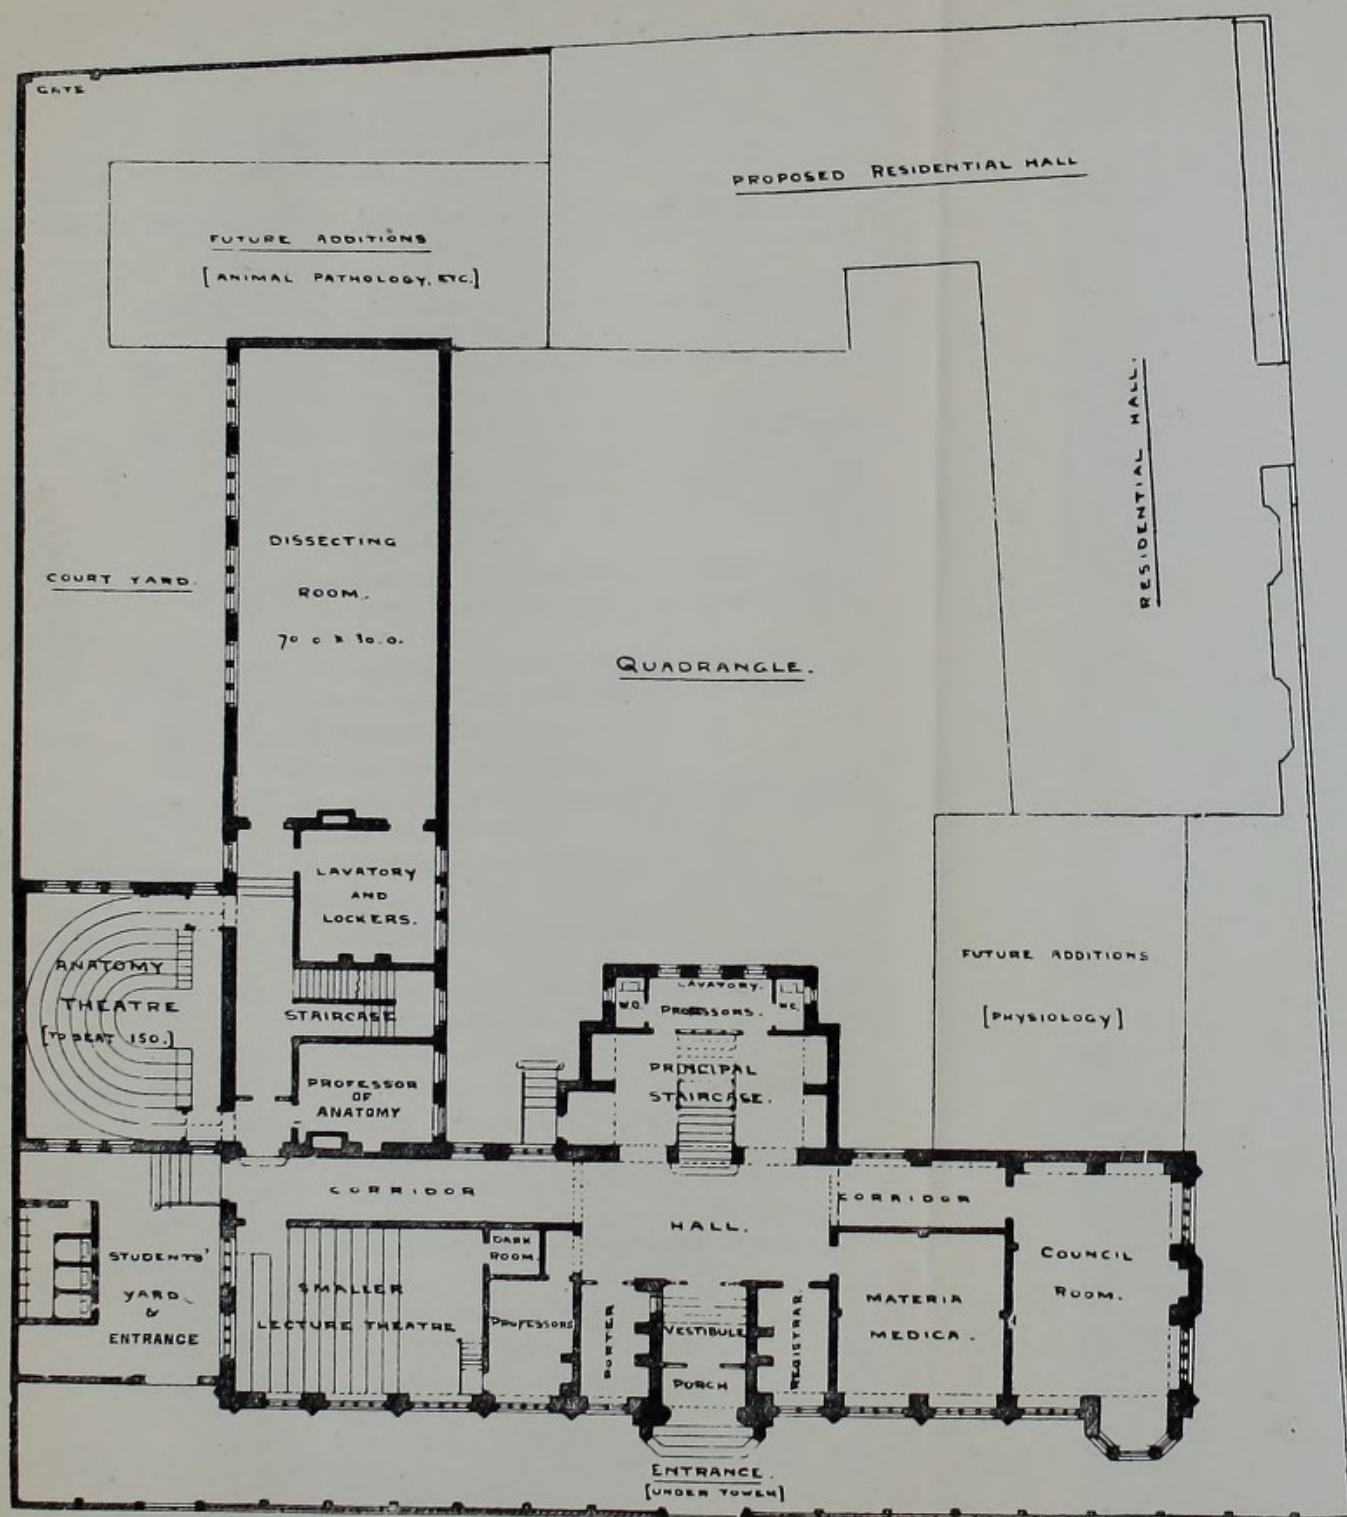 GATE
PROPOSED RESIDENTIAL HALL
FUTURE ADDITIONS
[ANIMAL PATHOLOGY, ETC.]
RESIDENTIAL HALL.
DISSECTING
ROOM.
70 0 x 30.0.
COURT YARD.
QUADRANGLE.
LAVATORY
AND
LOCKERS.
ANATOMY
THEATRE
[TO SEAT 150.]
STAIRCASE
PROFESSOR
OF
ANATOMY
LAVATORY.
W.C.
PROFESSORS.
W.C.
PRINCIPAL
STAIRCASE.
FUTURE ADDITIONS
[PHYSIOLOGY]
CORRIDOR
HALL.
CORRIDOR
STUDENTS'
YARD
&
ENTRANCE
SMALLER
LECTURE THEATRE
DARK
ROOM.
PROFESSORS
PORTER
VESTIBULE
PORCH
REGISTRAR.
MATERIA
MEDICA.
COUNCIL
ROOM.
ENTRANCE.
[UNDER TOWER]